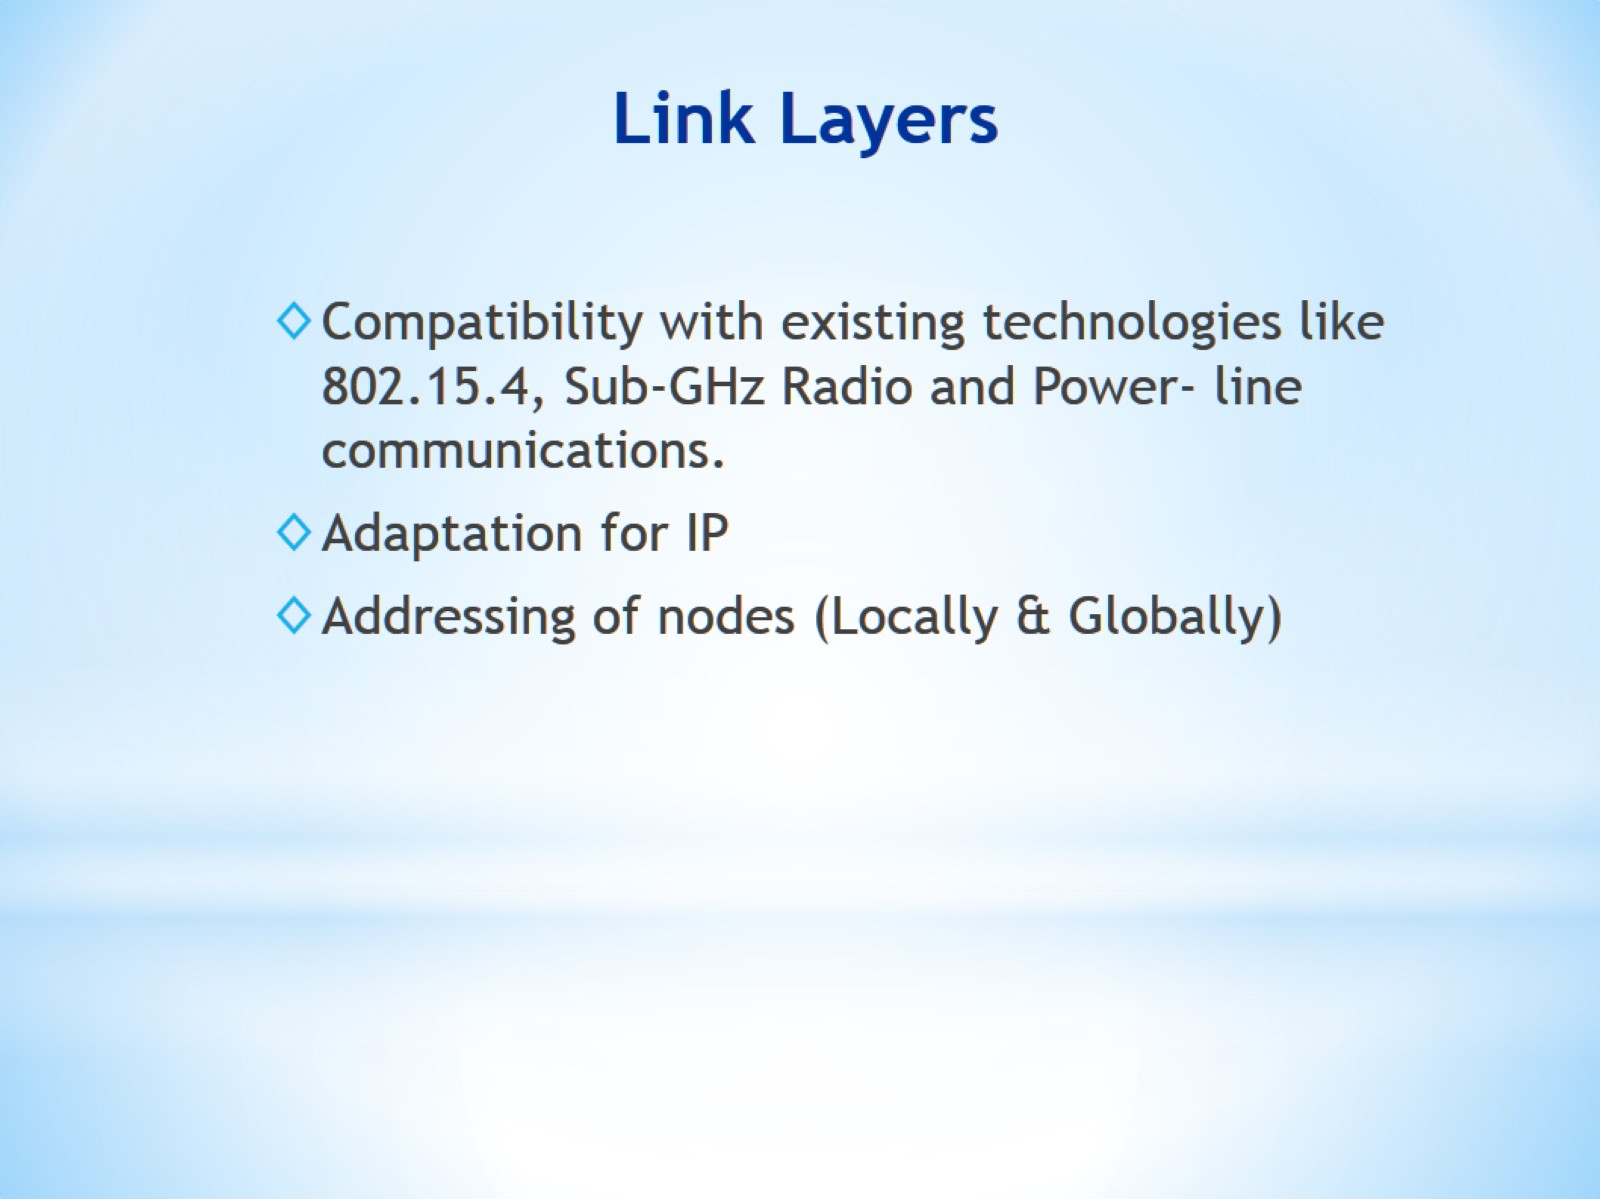 Link Layers
Compatibility with existing technologies like
802.15.4, Sub-GHz Radio and Power- line
communications.
Adaptation for IP
Addressing of nodes (Locally & Globally)